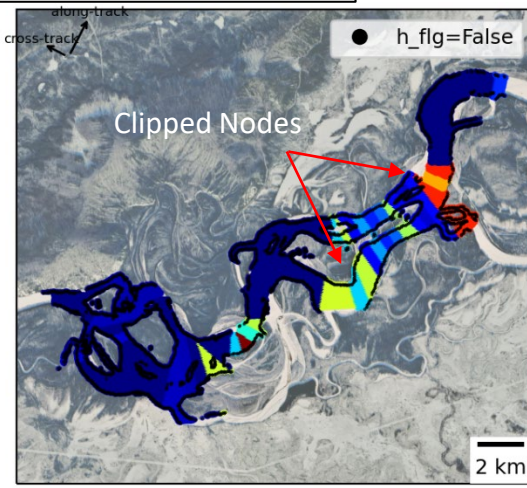 along-track
cross-track
h_flg=False
Clipped Nodes
2 km